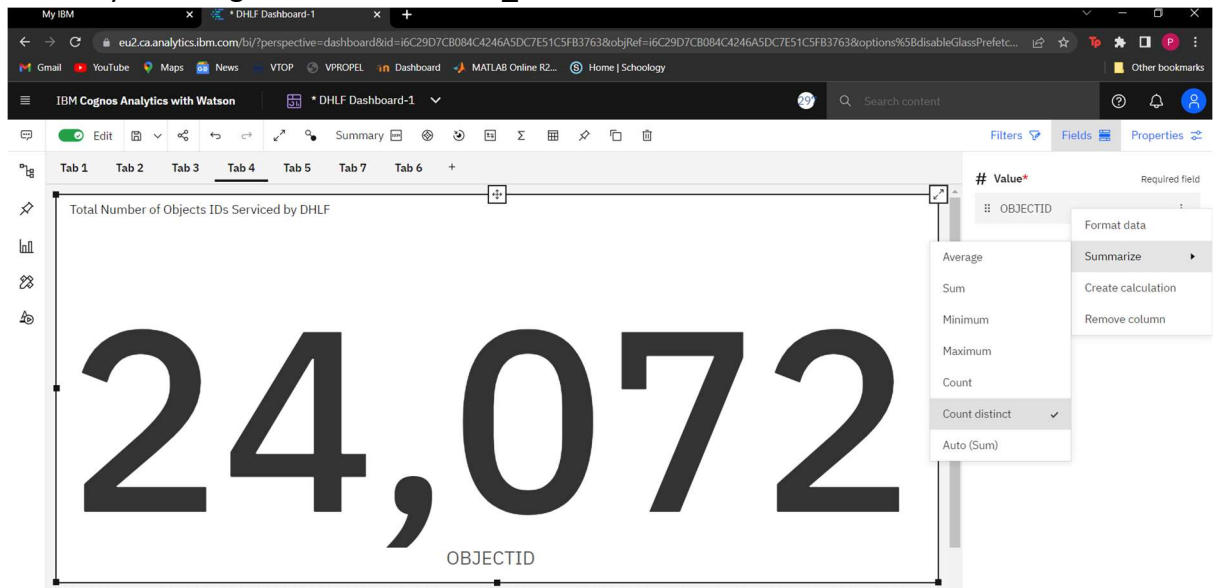 My IBM × * DHLF Dashboard-1 × +
eu2.ca.analytics.ibm.com/bi/?perspective=dashboard&id=i6C29D7CB084C4246A5DC7E51C5FB3763&objRef=i6C29D7CB084C4246A5DC7E51C5FB3763&options%5BdisableGlassPrefetc... Tp P
Gmail YouTube Maps GB News VTOP VPROPEL Dashboard MATLAB Online R2... S Home | Schoology Other bookmarks
IBM Cognos Analytics with Watson * DHLF Dashboard-1 29? Search content
Edit Summary Σ Filters Fields Properties
Tab 1 Tab 2 Tab 3 Tab 4 Tab 5 Tab 7 Tab 6 +
# Value* Required field
Total Number of Objects IDs Serviced by DHLF
OBJECTID
Format data
Average
Summarize
Sum
Create calculation
Minimum
Remove column
Maximum
Count
Count distinct
Auto (Sum)
24,072
OBJECTID